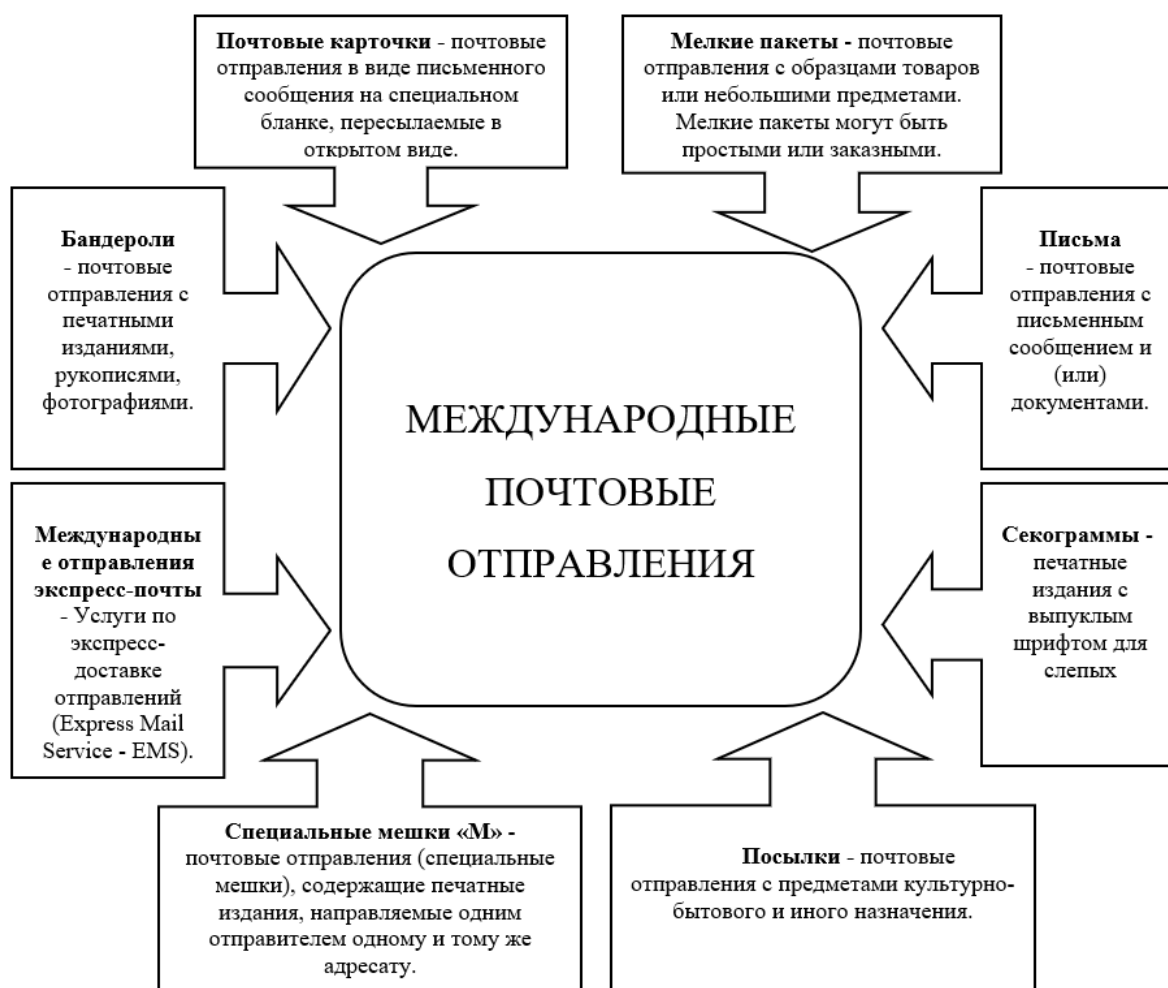 Почтовые карточки - почтовые
отправления в виде письменного
сообщения на специальном
бланке, пересылаемые в
открытом виде.
Мелкие пакеты - почтовые
отправления с образцами товаров
или небольшими предметами.
Мелкие пакеты могут быть
простыми или заказными.
Бандероли
- почтовые
отправления с
печатными
изданиями,
рукописями,
фотографиями.
МЕЖДУНАРОДНЫЕ
ПОЧТОВЫЕ
ОТПРАВЛЕНИЯ
Письма
- почтовые
отправления с
письменным
сообщением и
(или)
документами.
Международны
е отправления
экспресс-почты
- Услуги по
экспресс-
доставке
отправлений
(Express Mail
Service - EMS).
Секограммы -
печатные
издания с
выпуклым
шрифтом для
слепых
Специальные мешки «М» -
почтовые отправления (специальные
мешки), содержащие печатные
издания, направляемые одним
отправителем одному и тому же
адресату.
Посылки - почтовые
отправления с предметами культурно-
бытового и иного назначения.